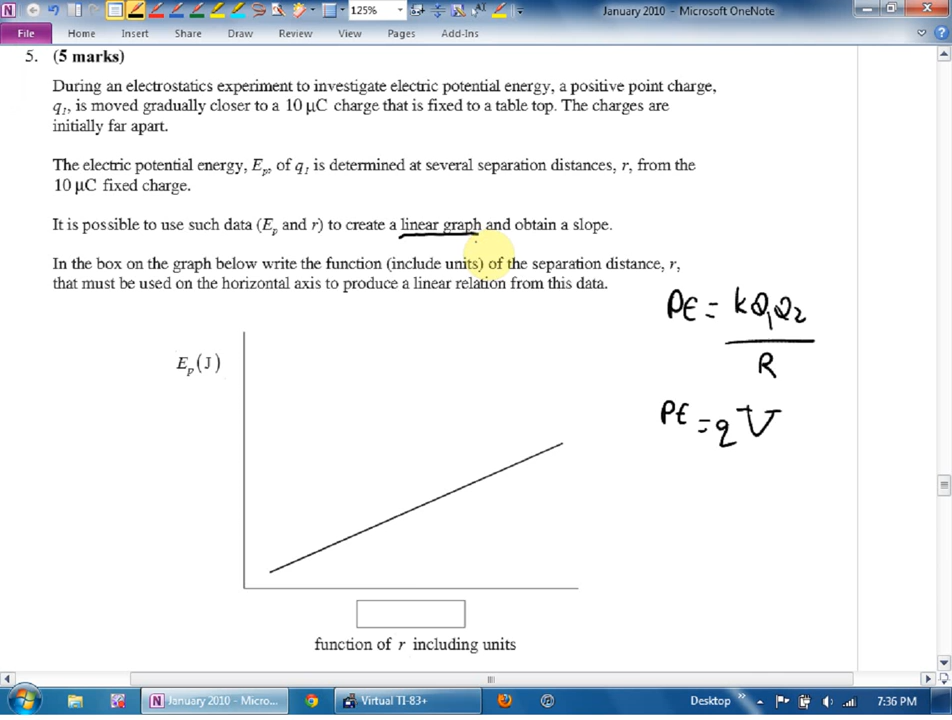 125%
January 2010 - Microsoft OneNote
File Home Insert Share Draw Review View Pages Add-Ins
5. (5 marks)
During an electrostatics experiment to investigate electric potential energy, a positive point charge,
q₁, is moved gradually closer to a 10 μC charge that is fixed to a table top. The charges are
initially far apart.
The electric potential energy, Eₚ, of q₁ is determined at several separation distances, r, from the
10 μC fixed charge.
It is possible to use such data (Eₚ and r) to create a linear graph and obtain a slope.
In the box on the graph below write the function (include units) of the separation distance, r,
that must be used on the horizontal axis to produce a linear relation from this data.
PE = kQ₁Q₂
R
Eₚ (J)
PE = qV
function of r including units
January 2010 - Micro...
Virtual TI-83+
Desktop
7:36 PM